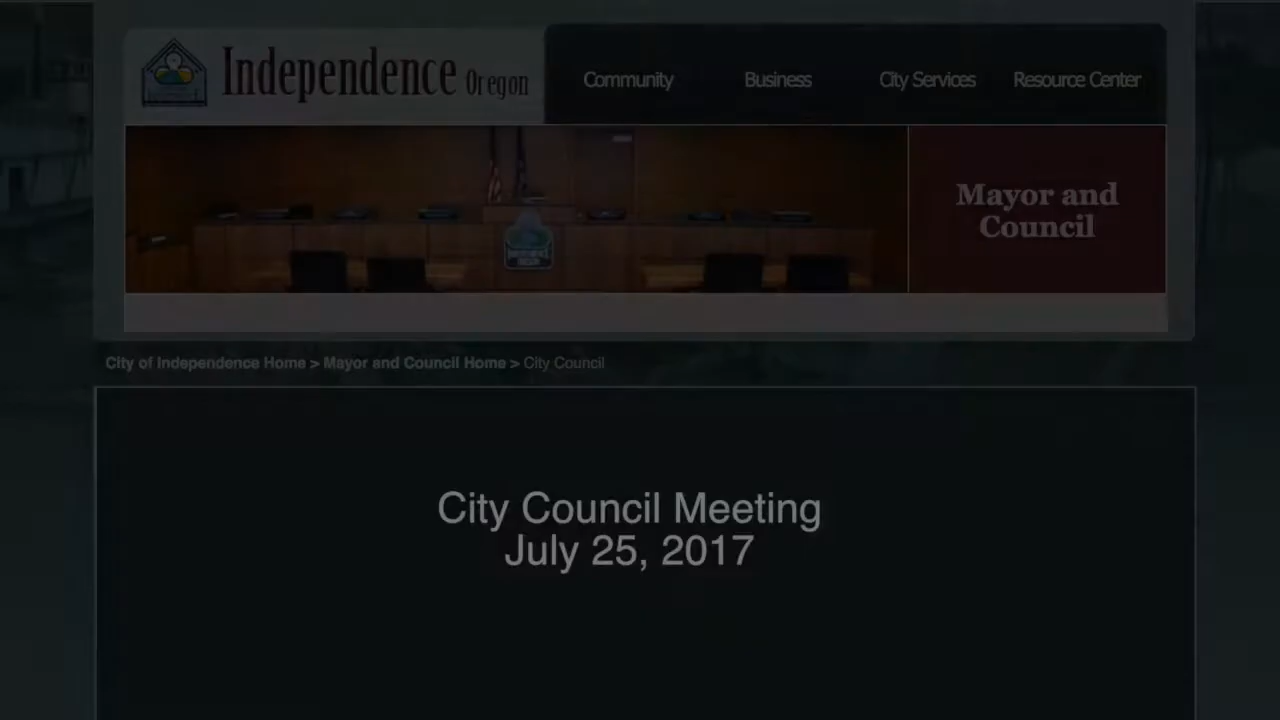 Independence Oregon
Community
Business
City Services
Resource Center
Mayor and
Council
City of Independence Home > Mayor and Council Home > City Council
City Council Meeting
July 25, 2017